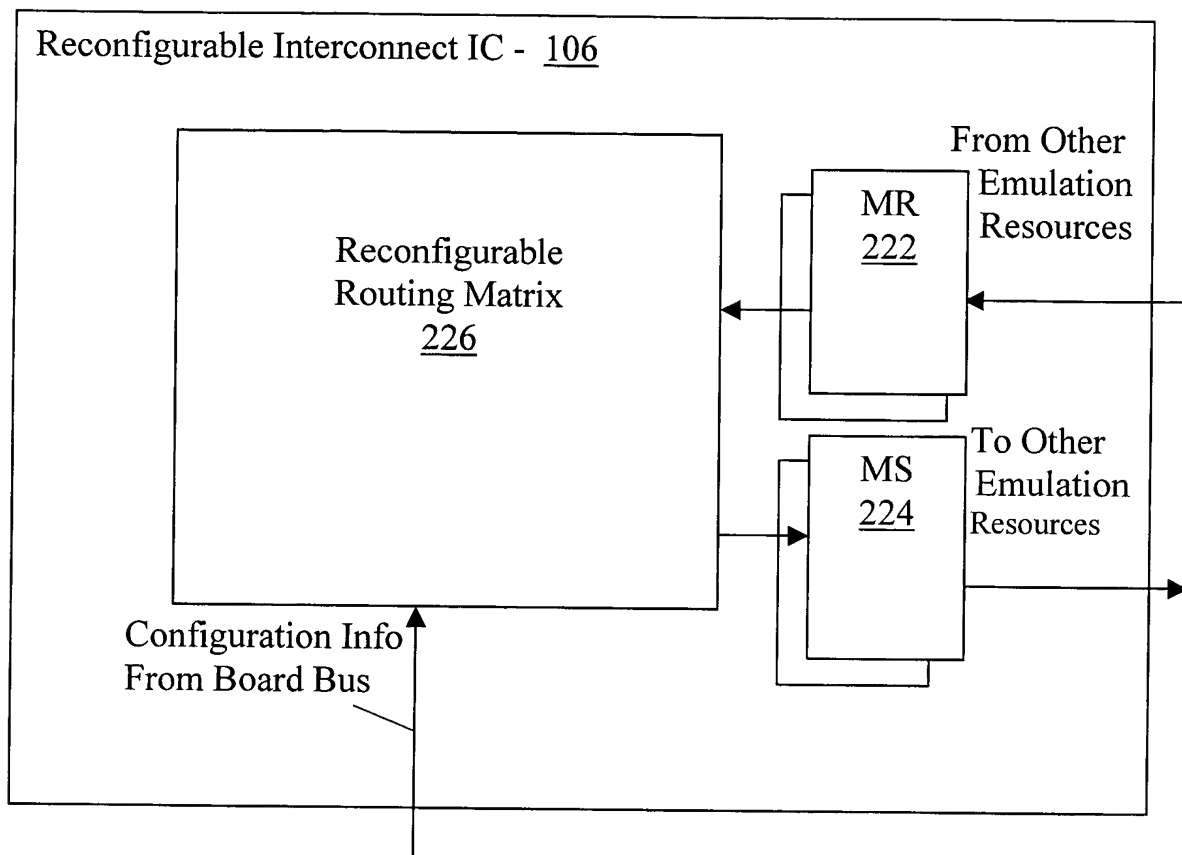 Reconfigurable Interconnect IC - 106
From Other
Emulation
Resources
MR
222
Reconfigurable
Routing Matrix
226
To Other
Emulation
Resources
MS
224
Configuration Info
From Board Bus